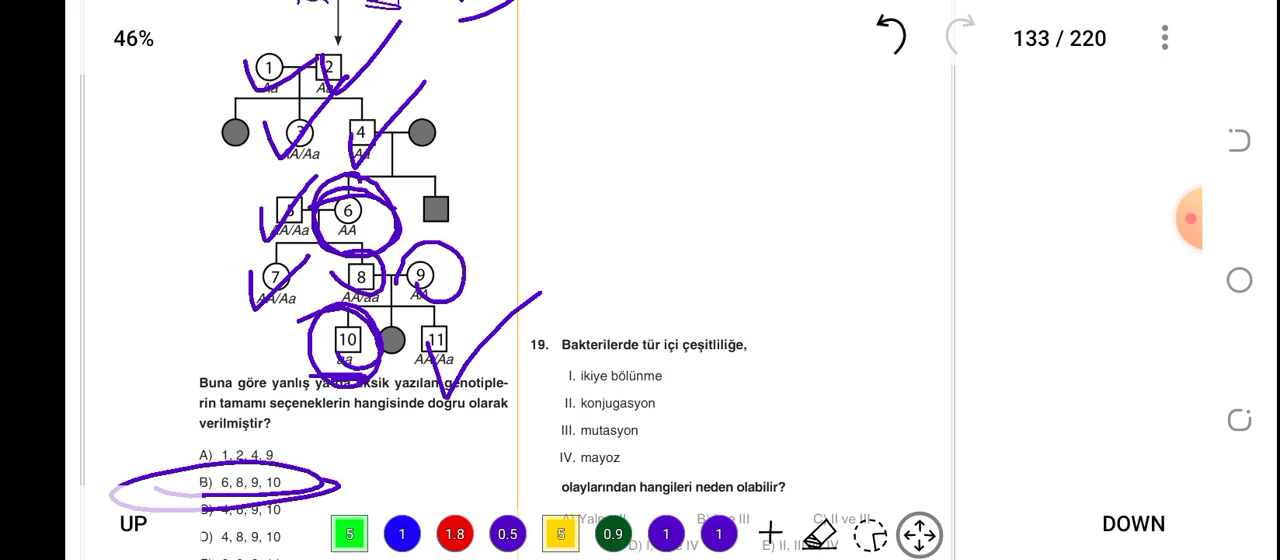 46%
133 / 220
1
2
Aa
Aa
3
4
AA/Aa
Aa
5
6
AA/Aa
AA
7
8
9
AA/Aa
AA/aa
AA
10
11
aa
AA/Aa
Buna göre yanlış ya da eksik yazılan genotiple-
rin tamamı seçeneklerin hangisinde doğru olarak
verilmiştir?
A) 1, 2, 4, 9
B) 6, 8, 9, 10
C) 4, 6, 9, 10
D) 4, 8, 9, 10
19. Bakterilerde tür içi çeşitliliğe,
I. ikiye bölünme
II. konjugasyon
III. mutasyon
IV. mayoz
olaylarından hangileri neden olabilir?
C) II ve III
UP
5
1
1.8
0.5
5
0.9
1
1
DOWN